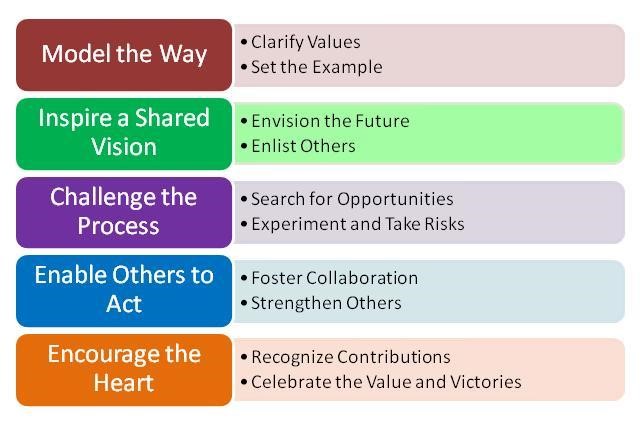 Model the Way
• Clarify Values
• Set the Example
Inspire a Shared
Vision
• Envision the Future
• Enlist Others
Challenge the
Process
• Search for Opportunities
• Experiment and Take Risks
Enable Others to
Act
• Foster Collaboration
• Strengthen Others
Encourage the
Heart
• Recognize Contributions
• Celebrate the Value and Victories